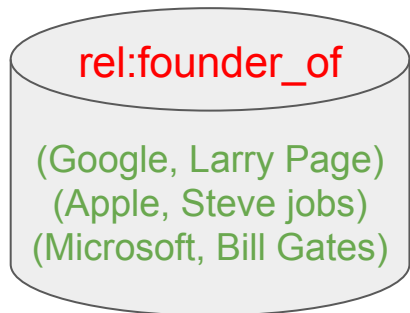 rel:founder_of
(Google, Larry Page)
(Apple, Steve jobs)
(Microsoft, Bill Gates)